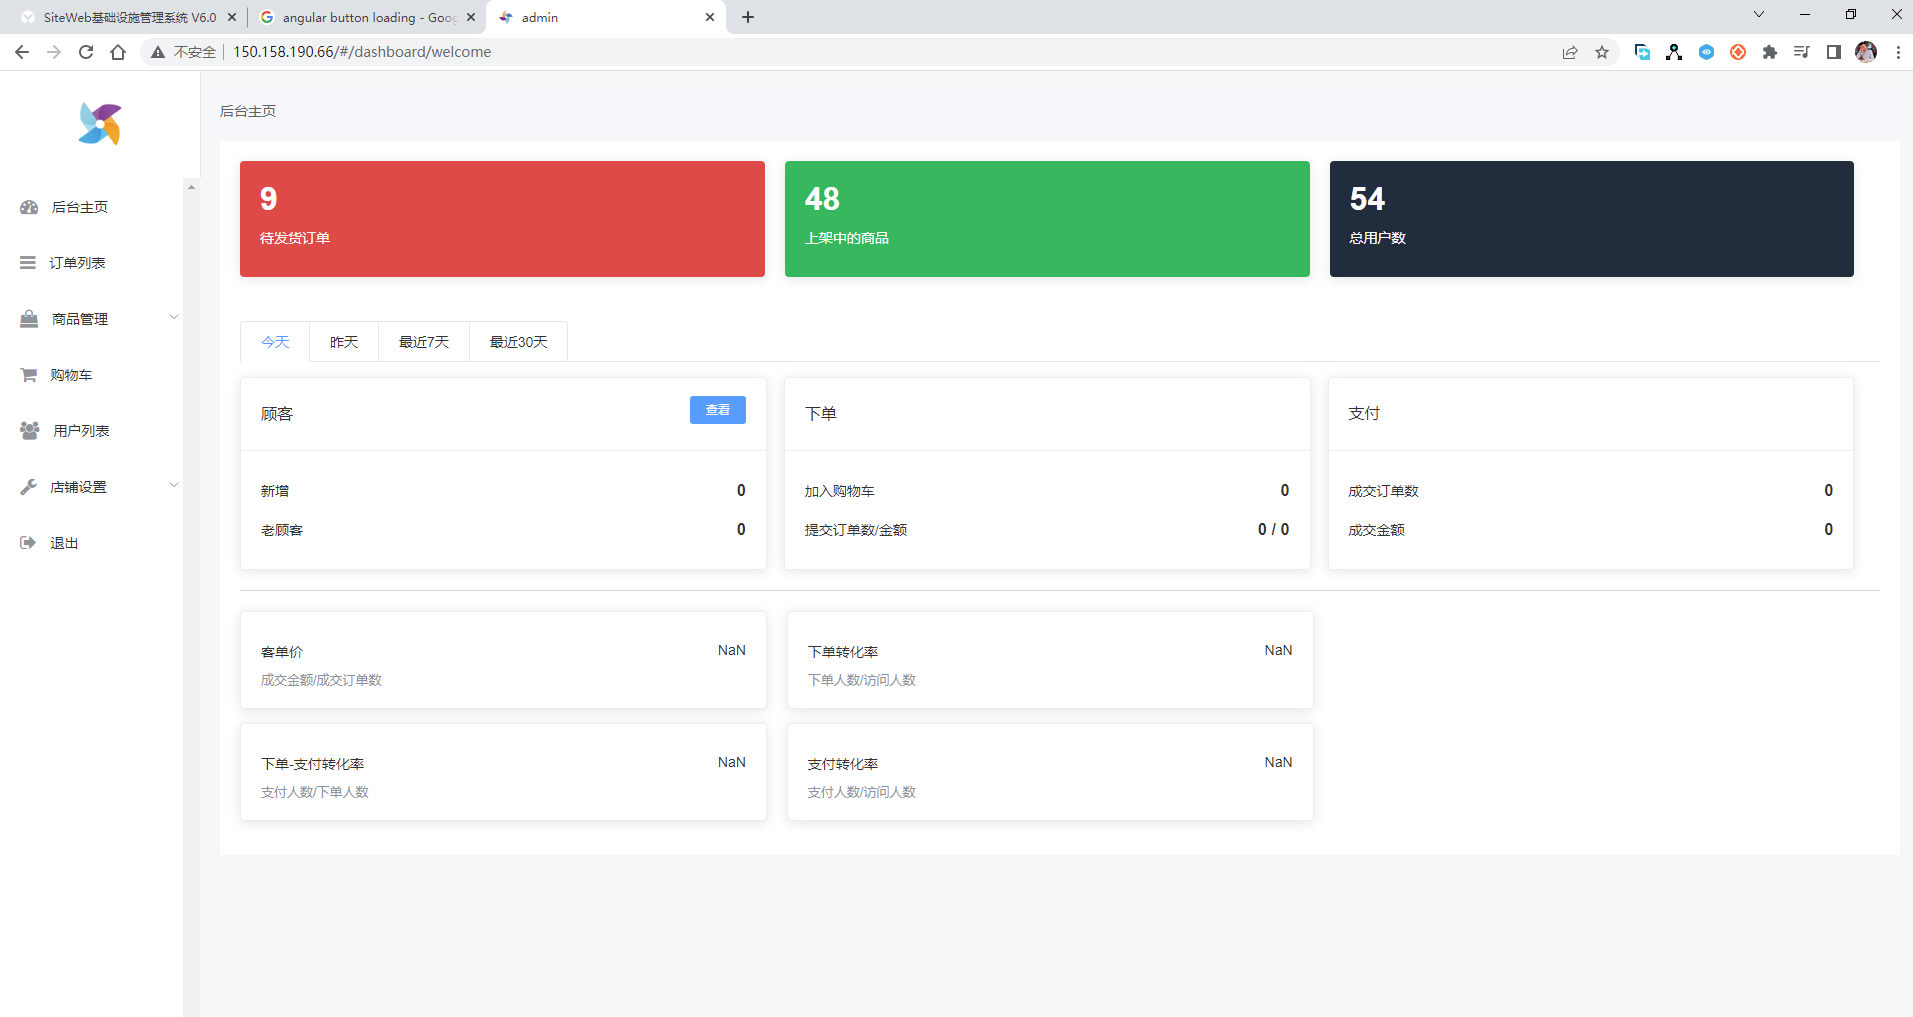 SiteWeb基础设施管理系统 V6.0
angular button loading - Goog
admin
不安全
150.158.190.66/#/dashboard/welcome
后台主页
订单列表
商品管理
购物车
用户列表
店铺设置
退出
后台主页
9
待发货订单
48
上架中的商品
54
总用户数
今天
昨天
最近7天
最近30天
顾客
查看
新增
0
老顾客
0
下单
加入购物车
0
提交订单数/金额
0 / 0
支付
成交订单数
0
成交金额
0
客单价
NaN
成交金额/成交订单数
下单转化率
NaN
下单人数/访问人数
下单-支付转化率
NaN
支付人数/下单人数
支付转化率
NaN
支付人数/访问人数